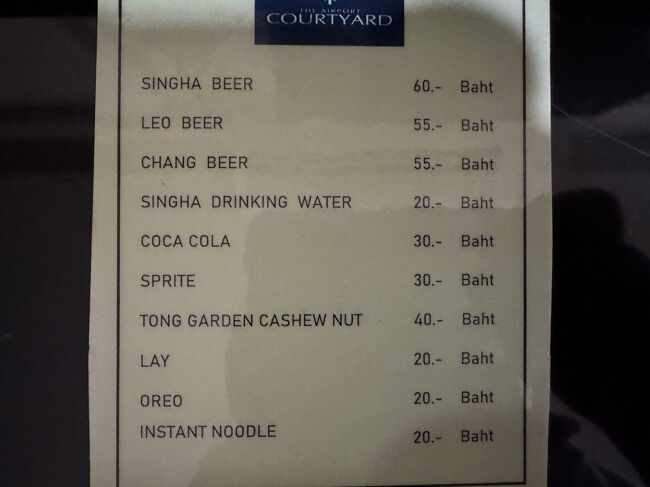 THE AIRPORT
COURTYARD
SINGHA BEER 60.- Baht
LEO BEER 55.- Baht
CHANG BEER 55.- Baht
SINGHA DRINKING WATER 20.- Baht
COCA COLA 30.- Baht
SPRITE 30.- Baht
TONG GARDEN CASHEW NUT 40.- Baht
LAY 20.- Baht
OREO 20.- Baht
INSTANT NOODLE 20.- Baht